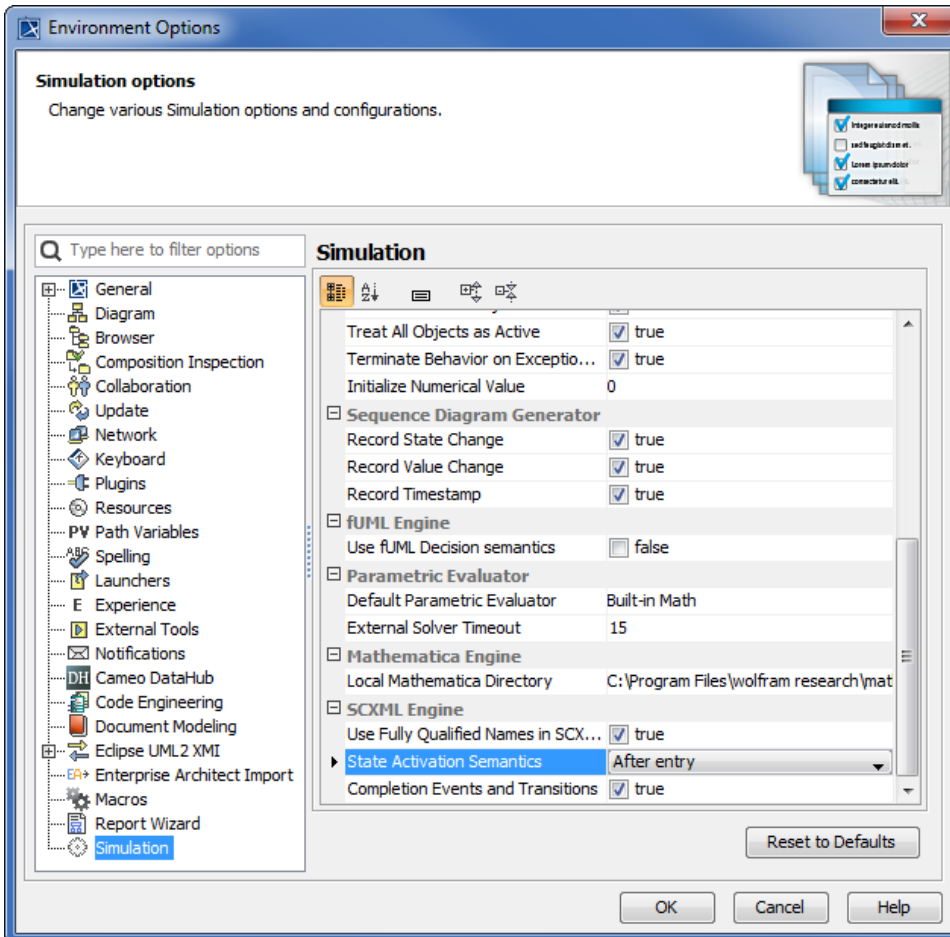 Environment Options
Simulation options
Change various Simulation options and configurations.
Type here to filter options
General
Diagram
Browser
Composition Inspection
Collaboration
Update
Network
Keyboard
Plugins
Resources
PV Path Variables
Spelling
Launchers
E Experience
External Tools
Notifications
DH Cameo DataHub
Code Engineering
Document Modeling
Eclipse UML2 XMI
EA Enterprise Architect Import
Macros
Report Wizard
Simulation
Simulation
Treat All Objects as Active true
Terminate Behavior on Exceptio... true
Initialize Numerical Value 0
Sequence Diagram Generator
Record State Change true
Record Value Change true
Record Timestamp true
fUML Engine
Use fUML Decision semantics false
Parametric Evaluator
Default Parametric Evaluator Built-in Math
External Solver Timeout 15
Mathematica Engine
Local Mathematica Directory C:\Program Files\wolfram research\mat
SCXML Engine
Use Fully Qualified Names in SCX... true
State Activation Semantics After entry
Completion Events and Transitions true
Reset to Defaults
OK Cancel Help